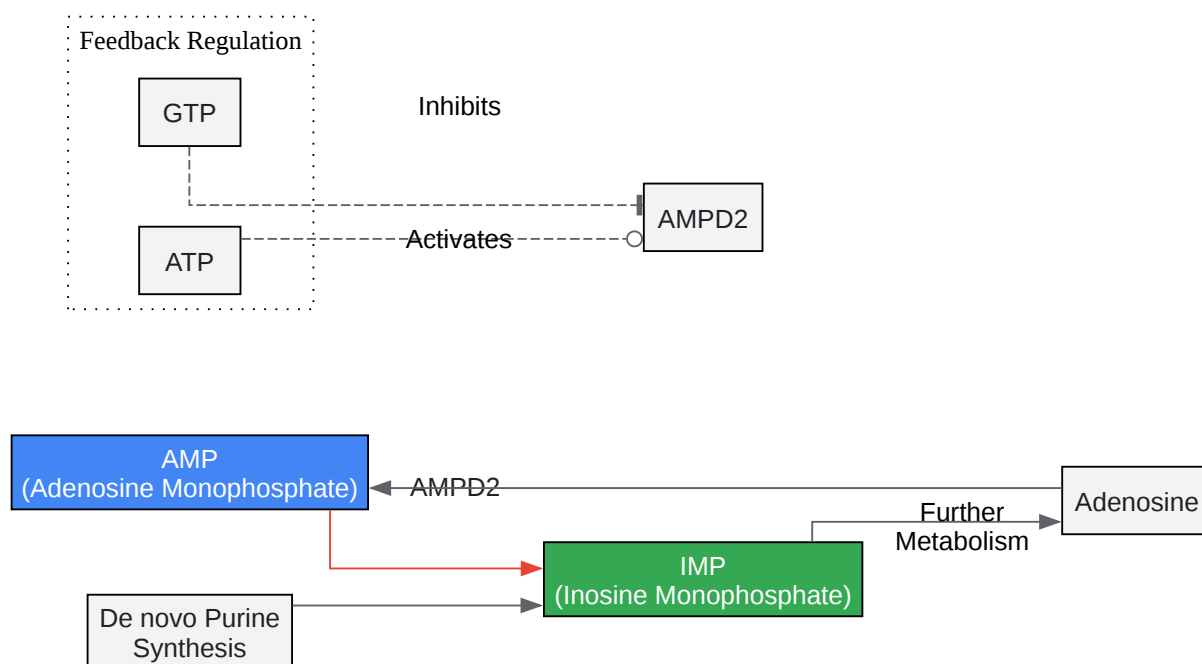 Feedback Regulation
GTP
Inhibits
AMPD2
ATP
Activates
AMP
(Adenosine Monophosphate)
AMPD2
Adenosine
Further
Metabolism
IMP
(Inosine Monophosphate)
De novo Purine
Synthesis